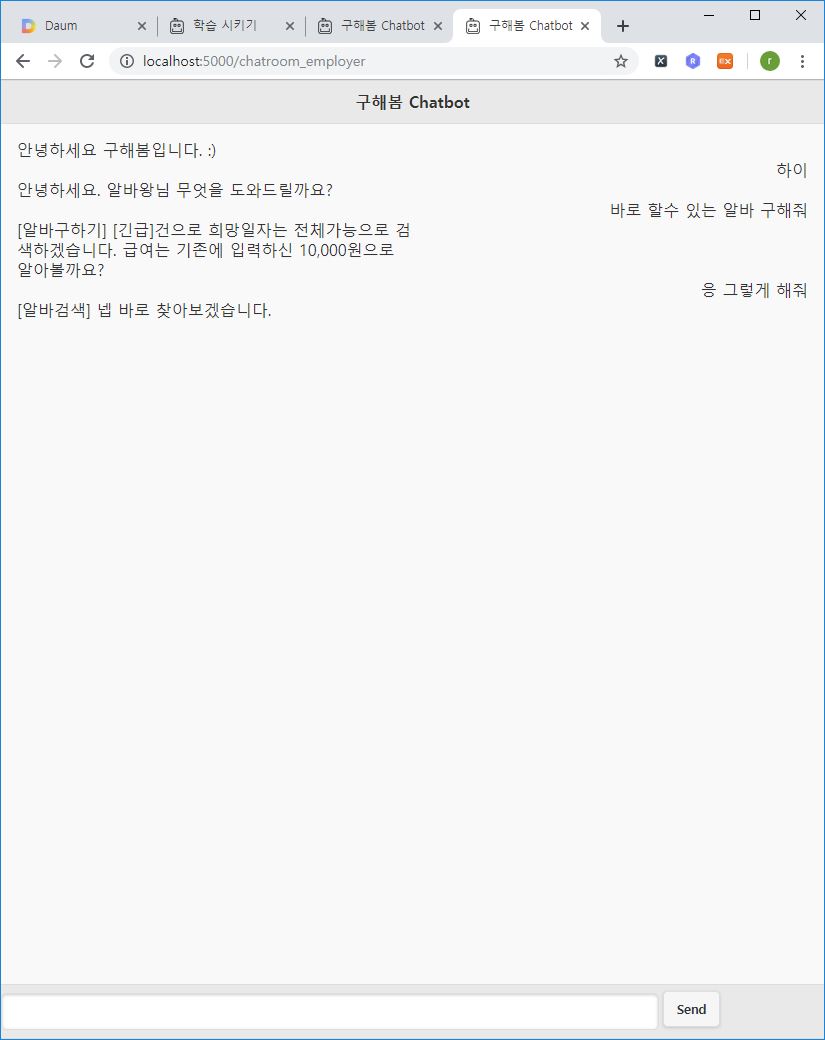 Daum
학습 시키기
구해봄 Chatbot
구해봄 Chatbot
localhost:5000/chatroom_employer
구해봄 Chatbot
안녕하세요 구해봄입니다. :)
하이
안녕하세요. 알바왕님 무엇을 도와드릴까요?
바로 할수 있는 알바 구해줘
[알바구하기] [긴급]건으로 희망일자는 전체가능으로 검
색하겠습니다. 급여는 기존에 입력하신 10,000원으로
알아볼까요?
응 그렇게 해줘
[알바검색] 넵 바로 찾아보겠습니다.
Send